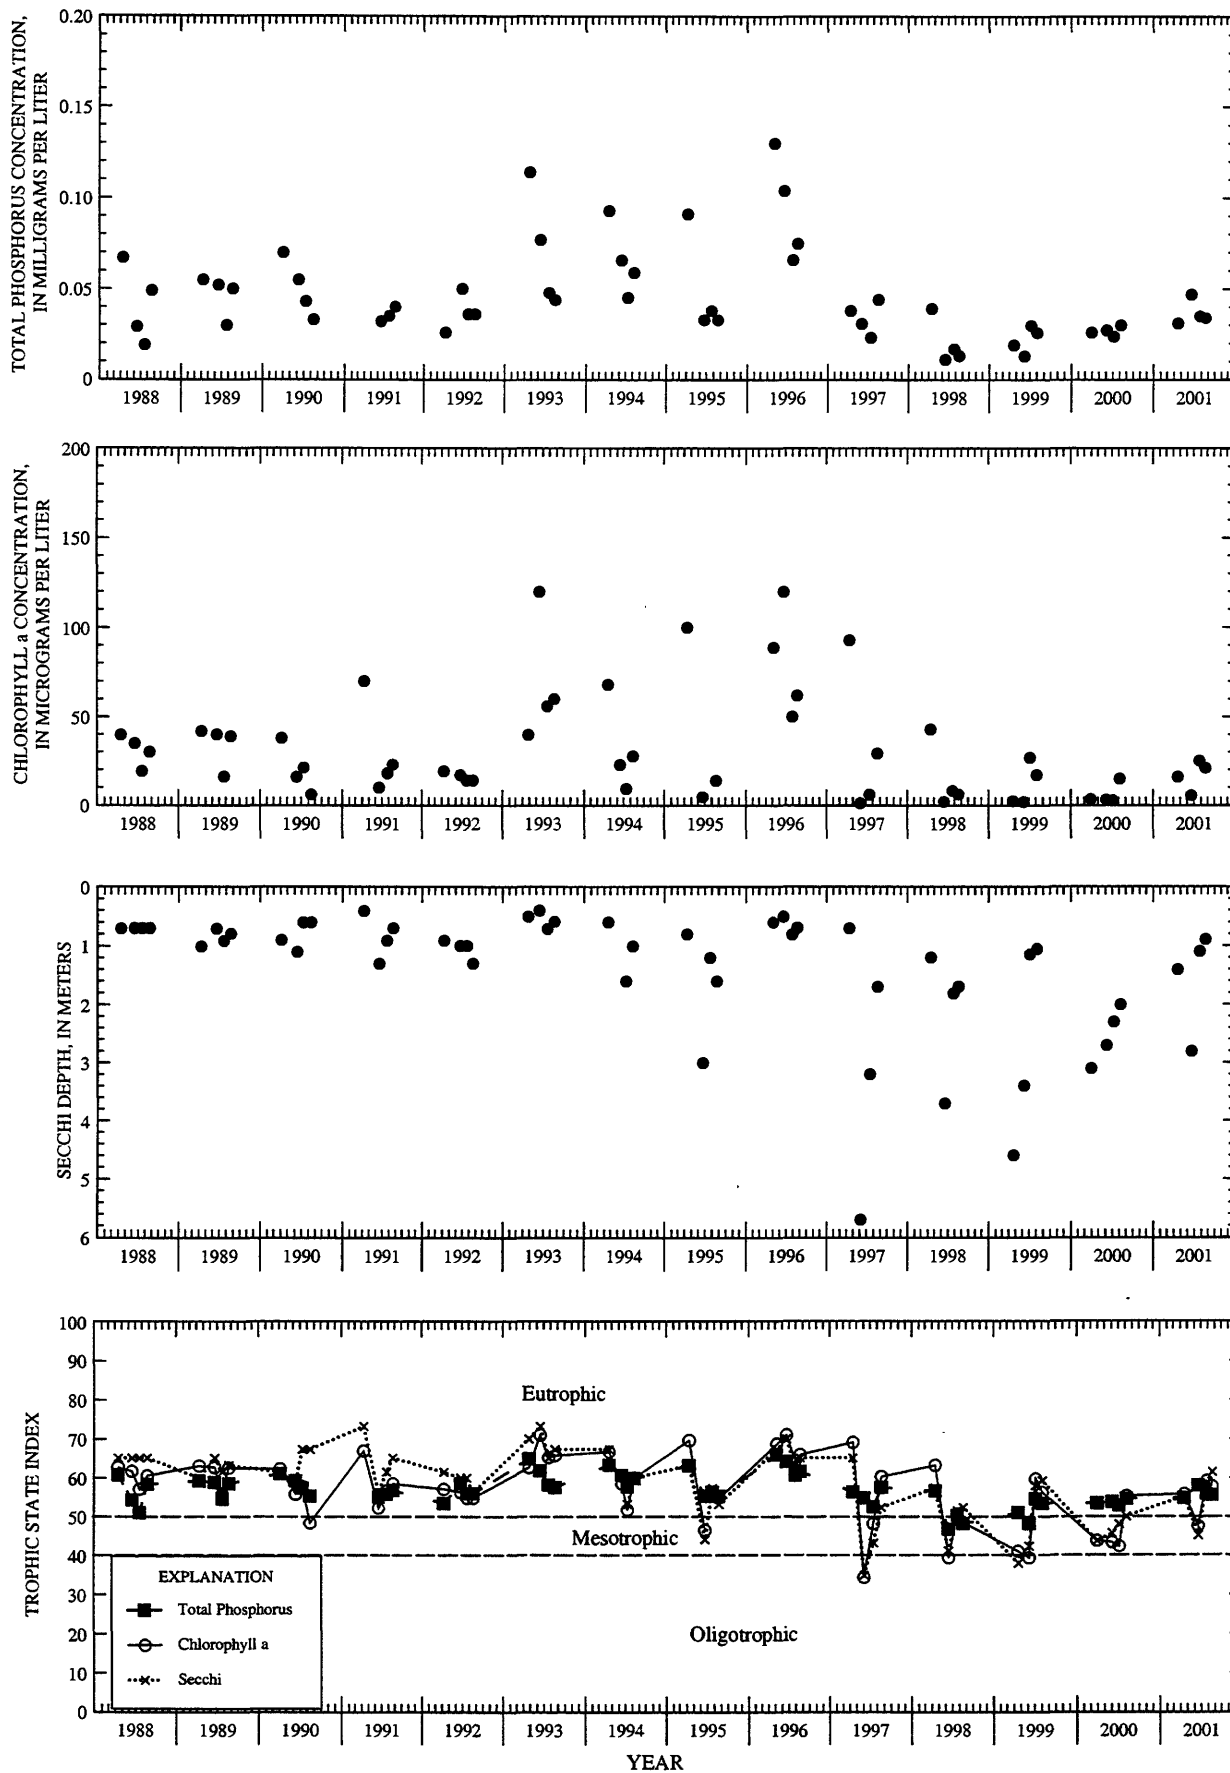 TOTAL PHOSPHORUS CONCENTRATION,
IN MILLIGRAMS PER LITER
0.20
0.15
0.10
0.05
0
1988 1989 1990 1991 1992 1993 1994 1995 1996 1997 1998 1999 2000 2001
CHLOROPHYLL a CONCENTRATION,
IN MICROGRAMS PER LITER
200
150
100
50
0
1988 1989 1990 1991 1992 1993 1994 1995 1996 1997 1998 1999 2000 2001
SECCHI DEPTH, IN METERS
0
1
2
3
4
5
6
1988 1989 1990 1991 1992 1993 1994 1995 1996 1997 1998 1999 2000 2001
TROPHIC STATE INDEX
100
90
80
70
60
50
40
30
20
10
0
Eutrophic
Mesotrophic
Oligotrophic
EXPLANATION
Total Phosphorus
Chlorophyll a
Secchi
1988 1989 1990 1991 1992 1993 1994 1995 1996 1997 1998 1999 2000 2001
YEAR